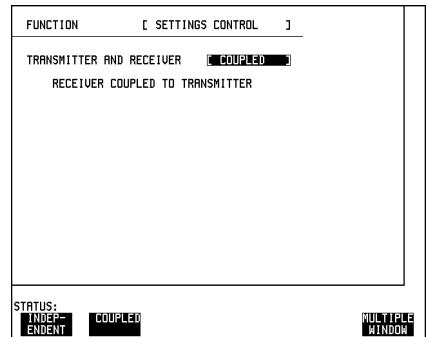 FUNCTION [ SETTINGS CONTROL ]
TRANSMITTER AND RECEIVER [ COUPLED ]
RECEIVER COUPLED TO TRANSMITTER
STATUS:
INDEP-
ENDENT
COUPLED
MULTIPLE
WINDOW